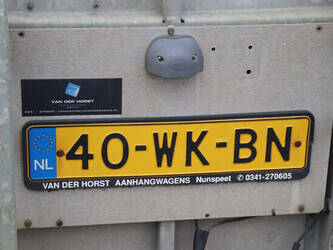 VAN DER HORST
NL 40-WK-BN
VAN DER HORST AANHANGWAGENS Nunspeet ✆ 0341-270605